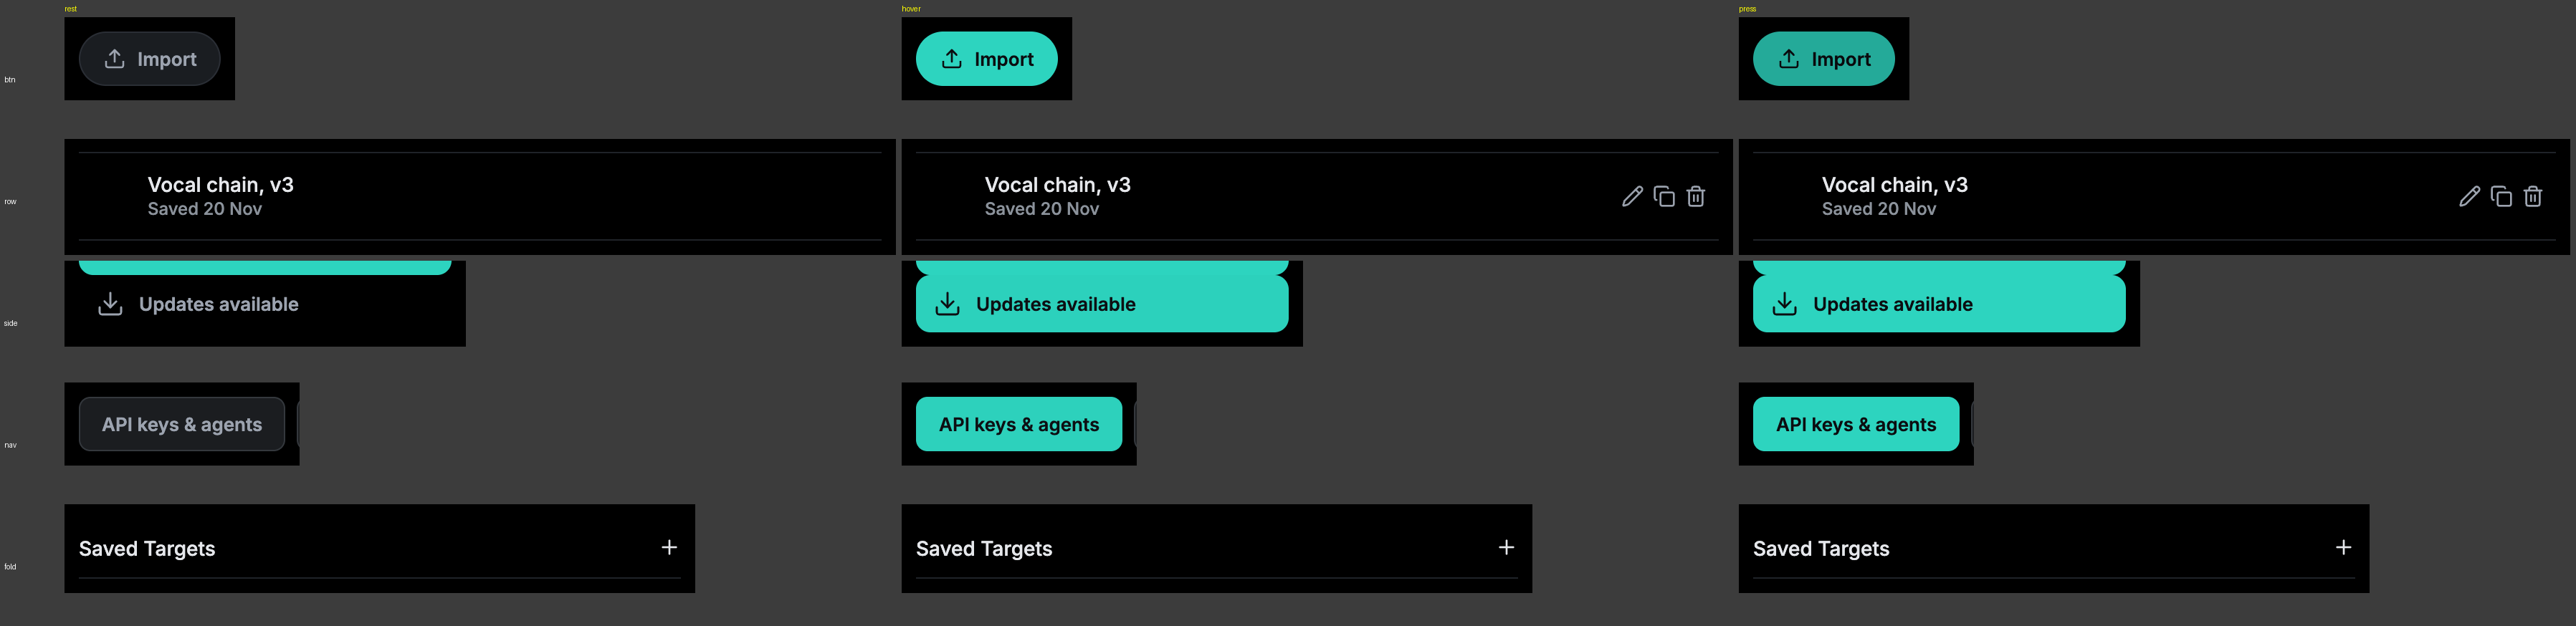 rest hover press
btn Import Import Import
row Vocal chain, v3 Vocal chain, v3 Vocal chain, v3
Saved 20 Nov Saved 20 Nov Saved 20 Nov
side Updates available Updates available Updates available
nav API keys & agents API keys & agents API keys & agents
fold Saved Targets Saved Targets Saved Targets